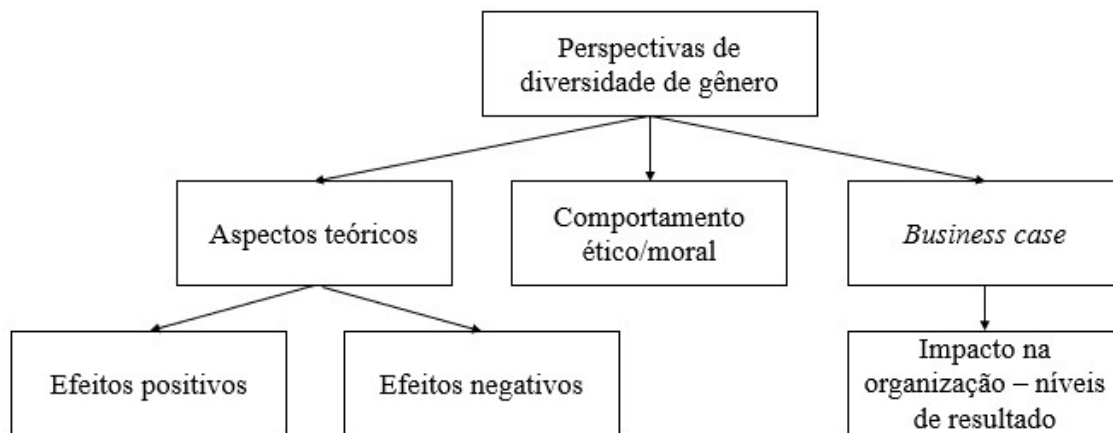 Perspectivas de
diversidade de gênero
Aspectos teóricos
Comportamento
ético/moral
Business case
Efeitos positivos
Efeitos negativos
Impacto na
organização – níveis
de resultado